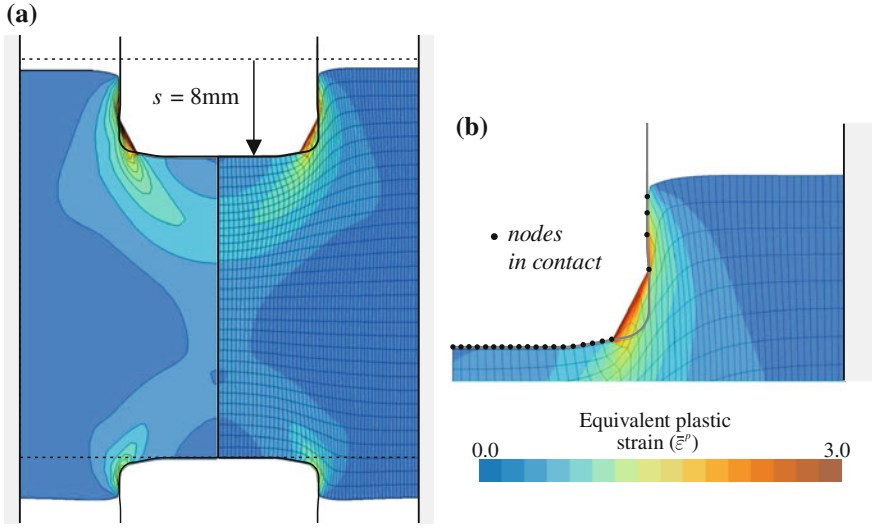 (a)
s = 8mm
(b)
• nodes
in contact
Equivalent plastic
strain (ε̄ᵖ)
0.0
3.0